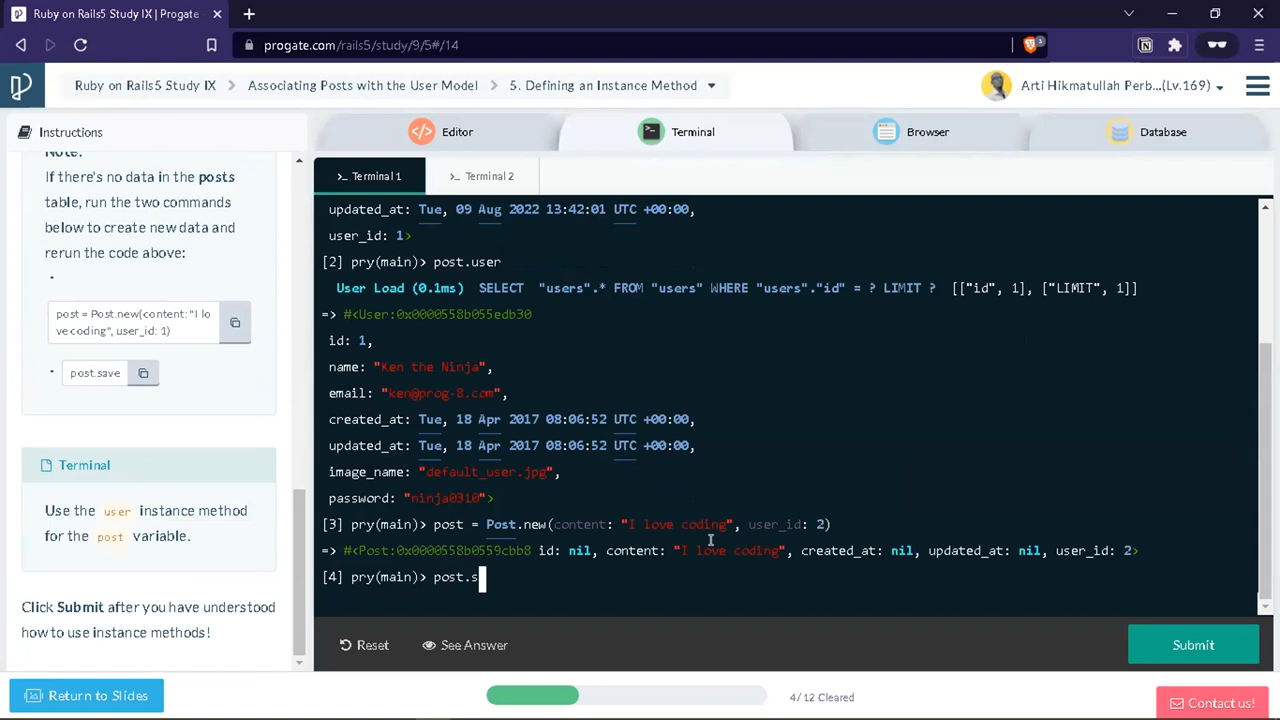 Ruby on Rails5 Study IX | Progate
progate.com/rails5/study/9/5#/14
3
Ruby on Rails5 Study IX
Associating Posts with the User Model
5. Defining an Instance Method
Arti Hikmatullah Perb...(Lv.169)
Instructions
Editor
Terminal
Browser
Database
Note:
If there's no data in the posts
table, run the two commands
below to create new data and
rerun the code above:
post = Post.new(content: "I lo
ve coding", user_id: 1)
post.save
Terminal
Use the user instance method
for the post variable.
Click Submit after you have understood
how to use instance methods!
>_ Terminal 1
>_ Terminal 2
updated_at: Tue, 09 Aug 2022 13:42:01 UTC +00:00,
user_id: 1>
[2] pry(main)> post.user
User Load (0.1ms) SELECT "users".* FROM "users" WHERE "users"."id" = ? LIMIT ? [["id", 1], ["LIMIT", 1]]
=> #<User:0x0000558b055edb30
id: 1,
name: "Ken the Ninja",
email: "ken@prog-8.com",
created_at: Tue, 18 Apr 2017 08:06:52 UTC +00:00,
updated_at: Tue, 18 Apr 2017 08:06:52 UTC +00:00,
image_name: "default_user.jpg",
password: "ninja0310">
[3] pry(main)> post = Post.new(content: "I love coding", user_id: 2)
=> #<Post:0x0000558b0559cbb8 id: nil, content: "I love coding", created_at: nil, updated_at: nil, user_id: 2>
[4] pry(main)> post.s
Reset
See Answer
Submit
Return to Slides
4/12 Cleared
Contact us!